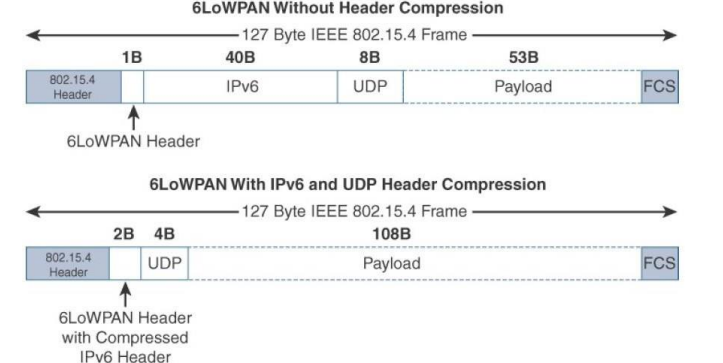 6LoWPAN Without Header Compression
127 Byte IEEE 802.15.4 Frame
1B 40B 8B 53B
802.15.4
Header
IPv6 UDP Payload FCS
6LoWPAN Header
6LoWPAN With IPv6 and UDP Header Compression
127 Byte IEEE 802.15.4 Frame
2B 4B 108B
802.15.4
Header
UDP Payload FCS
6LoWPAN Header
with Compressed
IPv6 Header